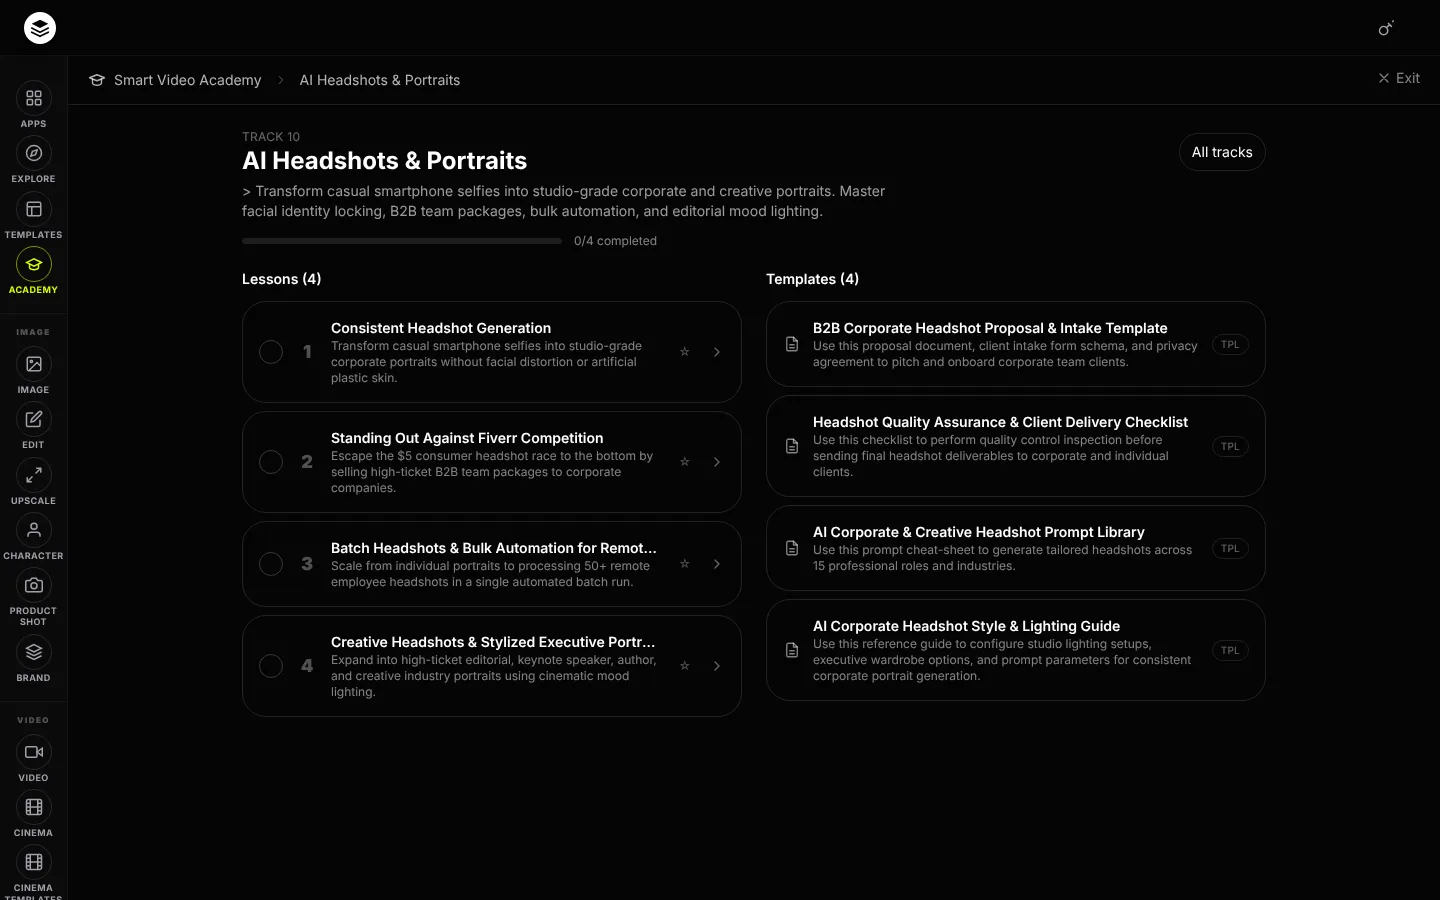 Smart Video Academy > AI Headshots & Portraits
Exit
APPS
EXPLORE
TEMPLATES
ACADEMY
IMAGE
IMAGE
EDIT
UPSCALE
CHARACTER
PRODUCT
SHOT
BRAND
VIDEO
VIDEO
CINEMA
CINEMA
TEMPLATES
TRACK 10
AI Headshots & Portraits
All tracks
> Transform casual smartphone selfies into studio-grade corporate and creative portraits. Master
facial identity locking, B2B team packages, bulk automation, and editorial mood lighting.
0/4 completed
Lessons (4)
1
Consistent Headshot Generation
Transform casual smartphone selfies into studio-grade
corporate portraits without facial distortion or artificial
plastic skin.
2
Standing Out Against Fiverr Competition
Escape the $5 consumer headshot race to the bottom by
selling high-ticket B2B team packages to corporate
companies.
3
Batch Headshots & Bulk Automation for Remot...
Scale from individual portraits to processing 50+ remote
employee headshots in a single automated batch run.
4
Creative Headshots & Stylized Executive Portr...
Expand into high-ticket editorial, keynote speaker, author,
and creative industry portraits using cinematic mood
lighting.
Templates (4)
B2B Corporate Headshot Proposal & Intake Template
Use this proposal document, client intake form schema, and privacy
agreement to pitch and onboard corporate team clients.
TPL
Headshot Quality Assurance & Client Delivery Checklist
Use this checklist to perform quality control inspection before
sending final headshot deliverables to corporate and individual
clients.
TPL
AI Corporate & Creative Headshot Prompt Library
Use this prompt cheat-sheet to generate tailored headshots across
15 professional roles and industries.
TPL
AI Corporate Headshot Style & Lighting Guide
Use this reference guide to configure studio lighting setups,
executive wardrobe options, and prompt parameters for consistent
corporate portrait generation.
TPL